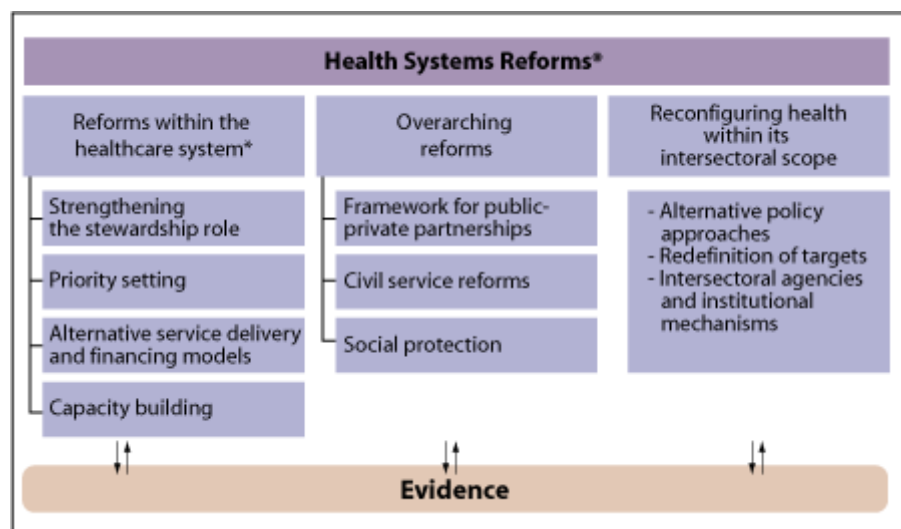 Health Systems Reforms*
Reforms within the
healthcare system*
Strengthening
the stewardship role
Priority setting
Alternative service delivery
and financing models
Capacity building
Overarching
reforms
Framework for public-
private partnerships
Civil service reforms
Social protection
Reconfiguring health
within its
intersectoral scope
- Alternative policy
approaches
- Redefinition of targets
- Intersectoral agencies
and institutional
mechanisms
Evidence